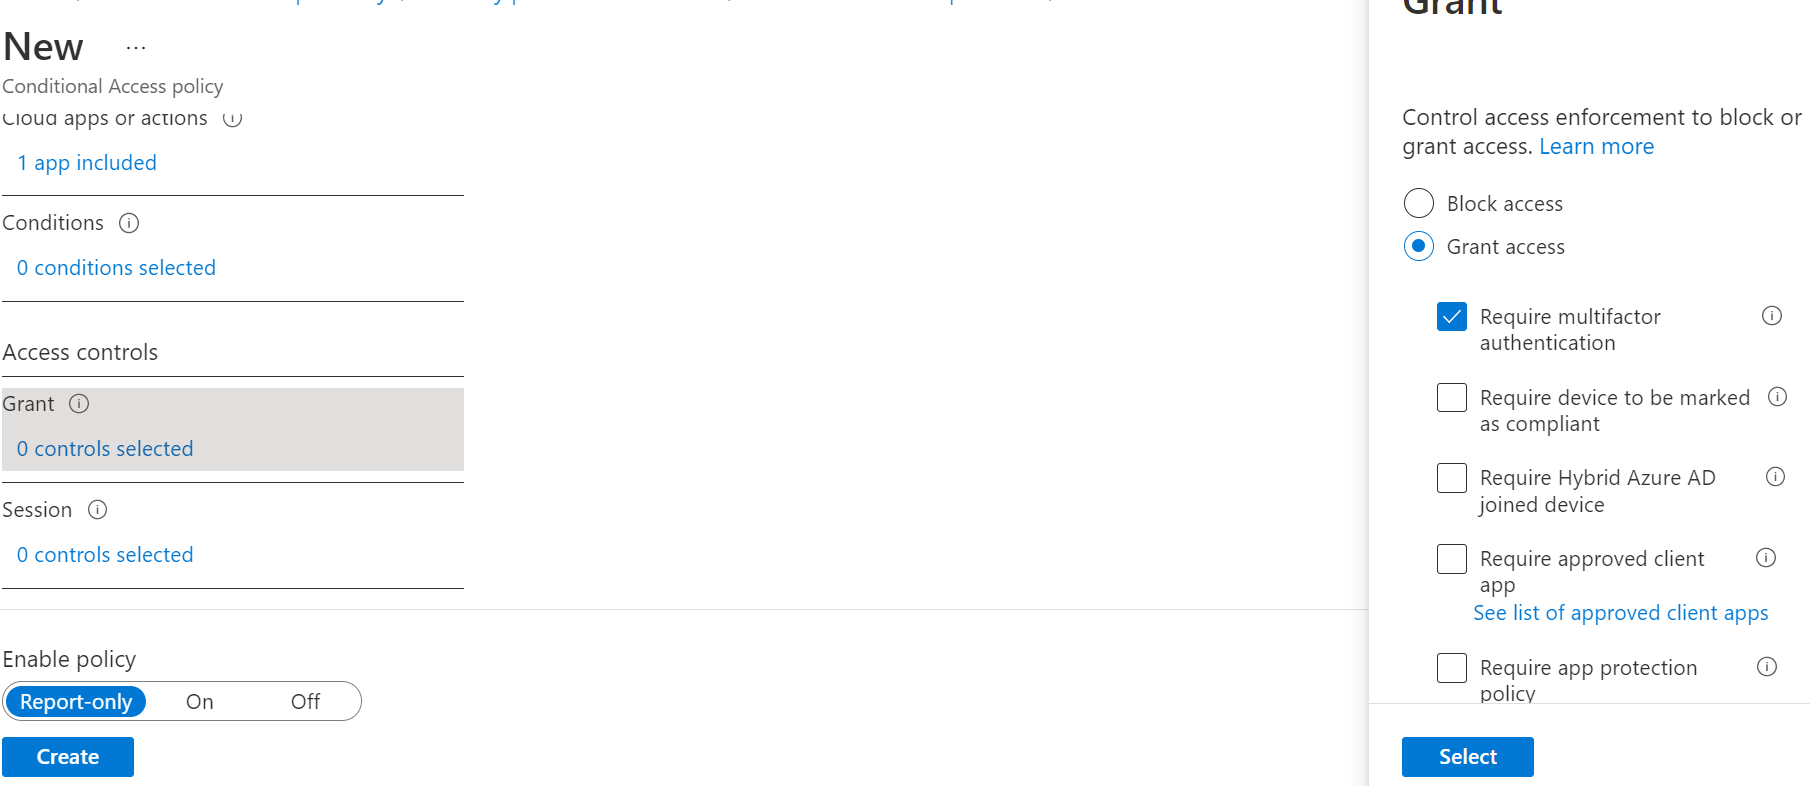 New ...
Conditional Access policy
Cloud apps or actions
1 app included
Conditions
0 conditions selected
Access controls
Grant
0 controls selected
Session
0 controls selected
Enable policy
Report-only On Off
Create
Grant
Control access enforcement to block or
grant access. Learn more
Block access
Grant access
Require multifactor
authentication
Require device to be marked
as compliant
Require Hybrid Azure AD
joined device
Require approved client
app
See list of approved client apps
Require app protection
policy
Select